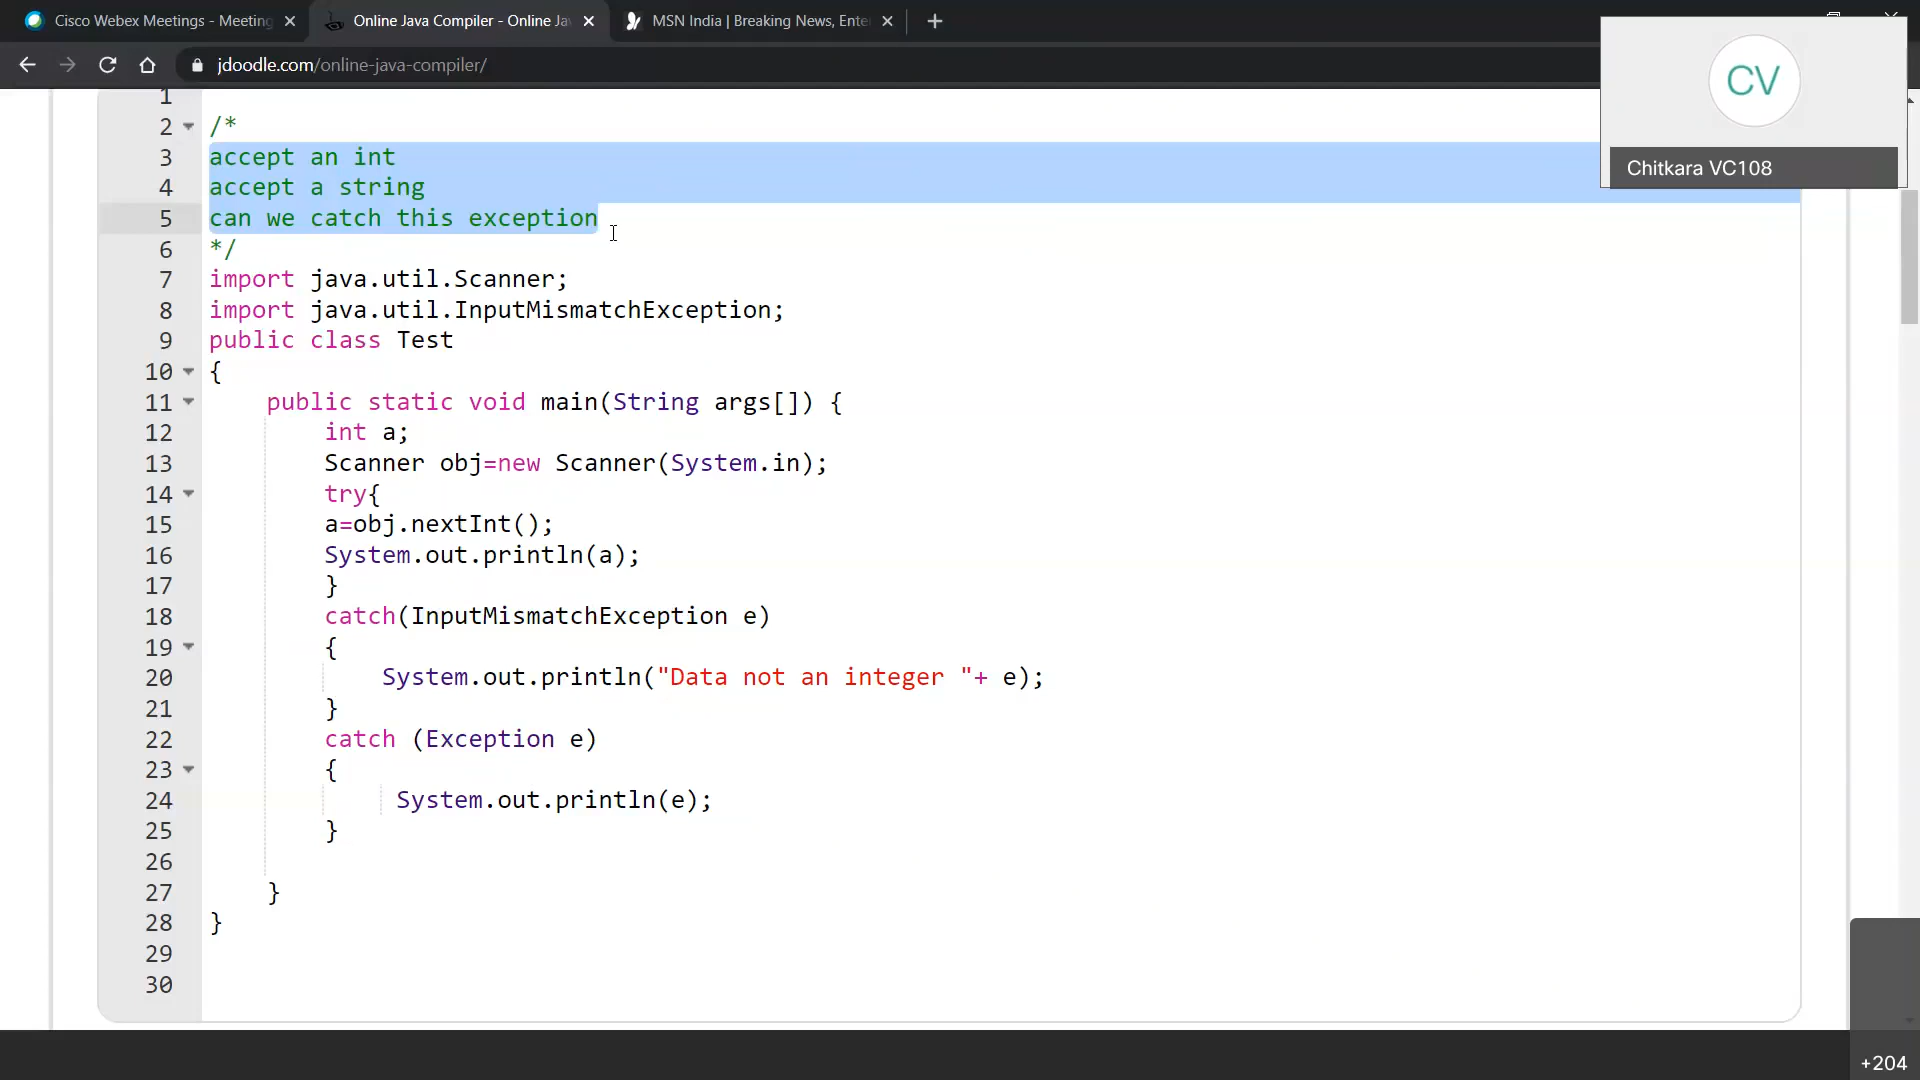 Cisco Webex Meetings - Meeting
Online Java Compiler - Online Ja
MSN India | Breaking News, Ente
jdoodle.com/online-java-compiler/
CV
Chitkara VC108
1
2 /*
3 accept an int
4 accept a string
5 can we catch this exception
6 */
7 import java.util.Scanner;
8 import java.util.InputMismatchException;
9 public class Test
10 {
11 public static void main(String args[]) {
12 int a;
13 Scanner obj=new Scanner(System.in);
14 try{
15 a=obj.nextInt();
16 System.out.println(a);
17 }
18 catch(InputMismatchException e)
19 {
20 System.out.println("Data not an integer "+ e);
21 }
22 catch (Exception e)
23 {
24 System.out.println(e);
25 }
26
27 }
28 }
29
30
+204